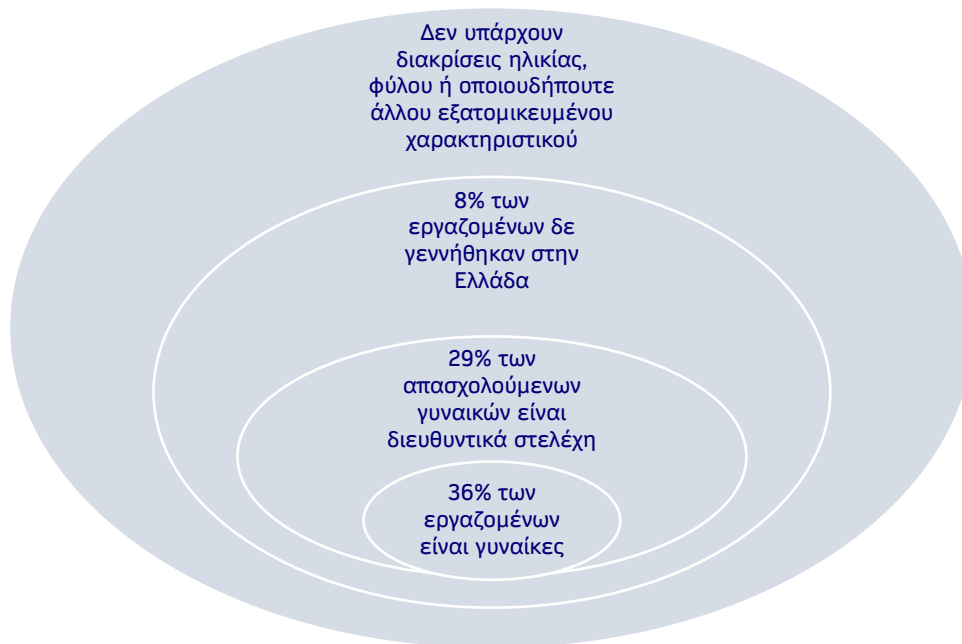 Δεν υπάρχουν
διακρίσεις ηλικίας,
φύλου ή οποιουδήπουτε
άλλου εξατομικευμένου
χαρακτηριστικού
8% των
εργαζομένων δε
γεννήθηκαν στην
Ελλάδα
29% των
απασχολούμενων
γυναικών είναι
διευθυντικά στελέχη
36% των
εργαζομένων
είναι γυναίκες